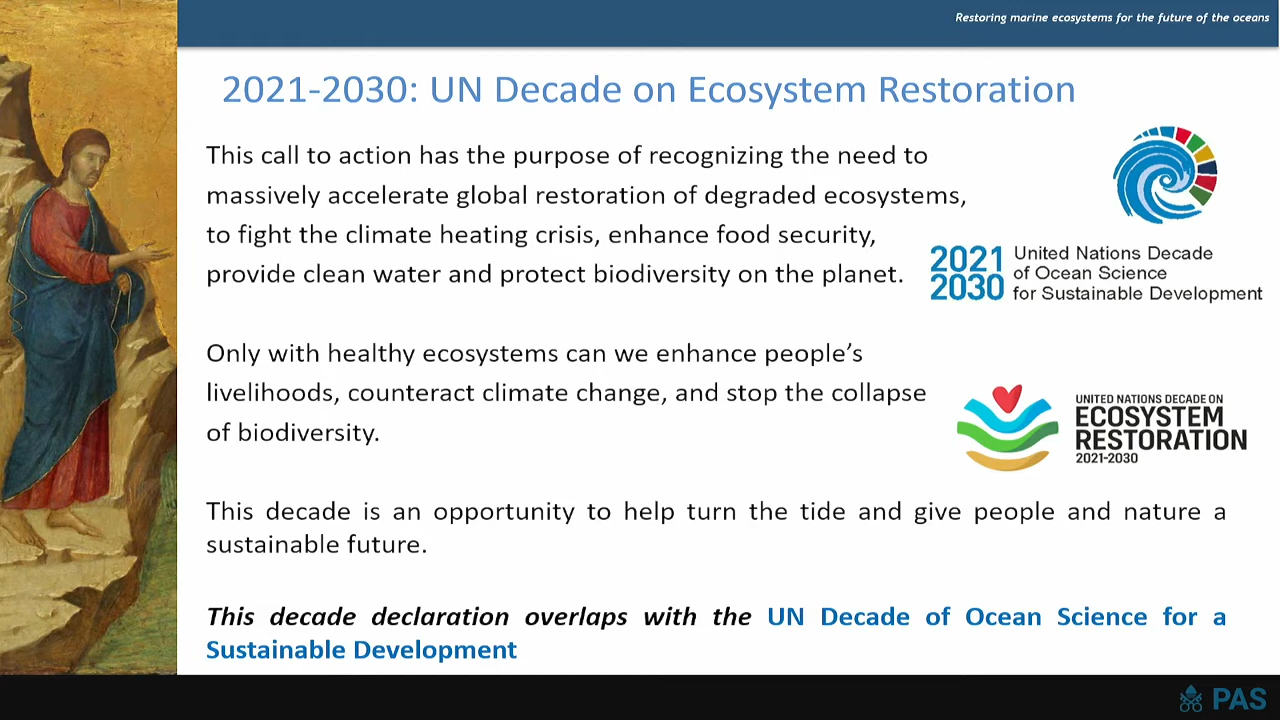 Restoring marine ecosystems for the future of the oceans
2021-2030: UN Decade on Ecosystem Restoration
This call to action has the purpose of recognizing the need to
massively accelerate global restoration of degraded ecosystems,
to fight the climate heating crisis, enhance food security,
provide clean water and protect biodiversity on the planet.
2021
2030
United Nations Decade
of Ocean Science
for Sustainable Development
Only with healthy ecosystems can we enhance people’s
livelihoods, counteract climate change, and stop the collapse
of biodiversity.
UNITED NATIONS DECADE ON
ECOSYSTEM
RESTORATION
2021-2030
This decade is an opportunity to help turn the tide and give people and nature a
sustainable future.
This decade declaration overlaps with the UN Decade of Ocean Science for a
Sustainable Development
PAS